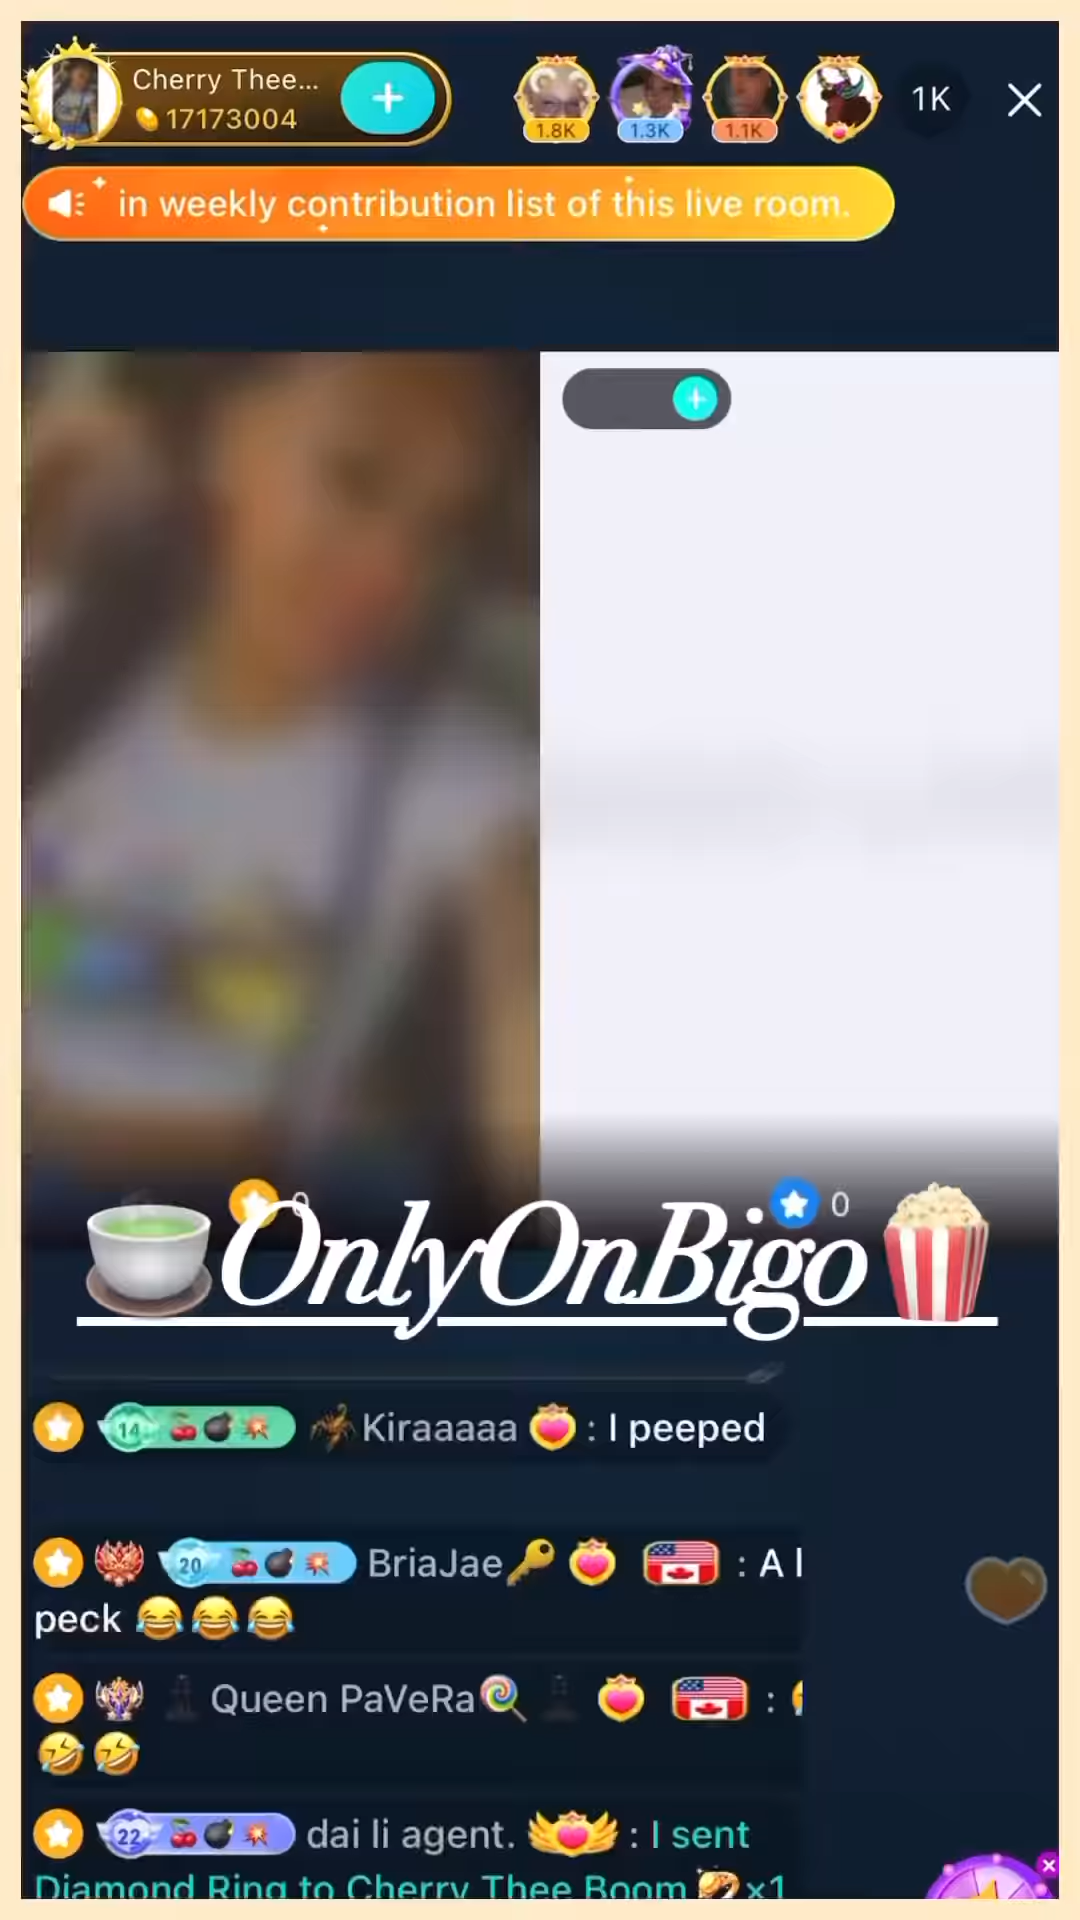 Cherry Thee...
17173004
1.8K
1.3K
1.1K
1K
in weekly contribution list of this live room.
0
0
OnlyOnBigo
14 Kiraaaaa : I peeped
20 BriaJae : A l
peck 😂😂😂
Queen PaVeRa🍭 :
🤣🤣
22 dai li agent. : I sent
Diamond Ring to Cherry Thee Boom ×1